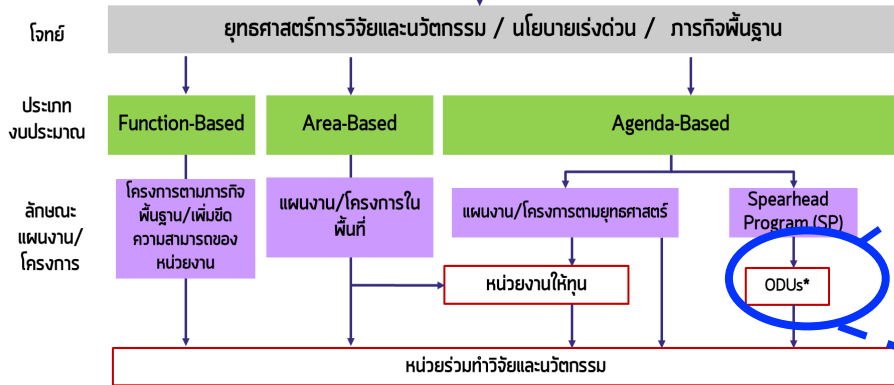 โจทย์
ยุทธศาสตร์การวิจัยและนวัตกรรม / นโยบายเร่งด่วน / ภารกิจพื้นฐาน
ประเภท
งบประมาณ
Function-Based
Area-Based
Agenda-Based
ลักษณะ
แผนงาน/
โครงการ
โครงการตามภารกิจ
พื้นฐาน/เพิ่มขีด
ความสามารถของ
หน่วยงาน
แผนงาน/โครงการใน
พื้นที่
แผนงาน/โครงการตามยุทธศาสตร์
Spearhead
Program (SP)
หน่วยงานให้ทุน
ODUs*
หน่วยร่วมทำวิจัยและนวัตกรรม